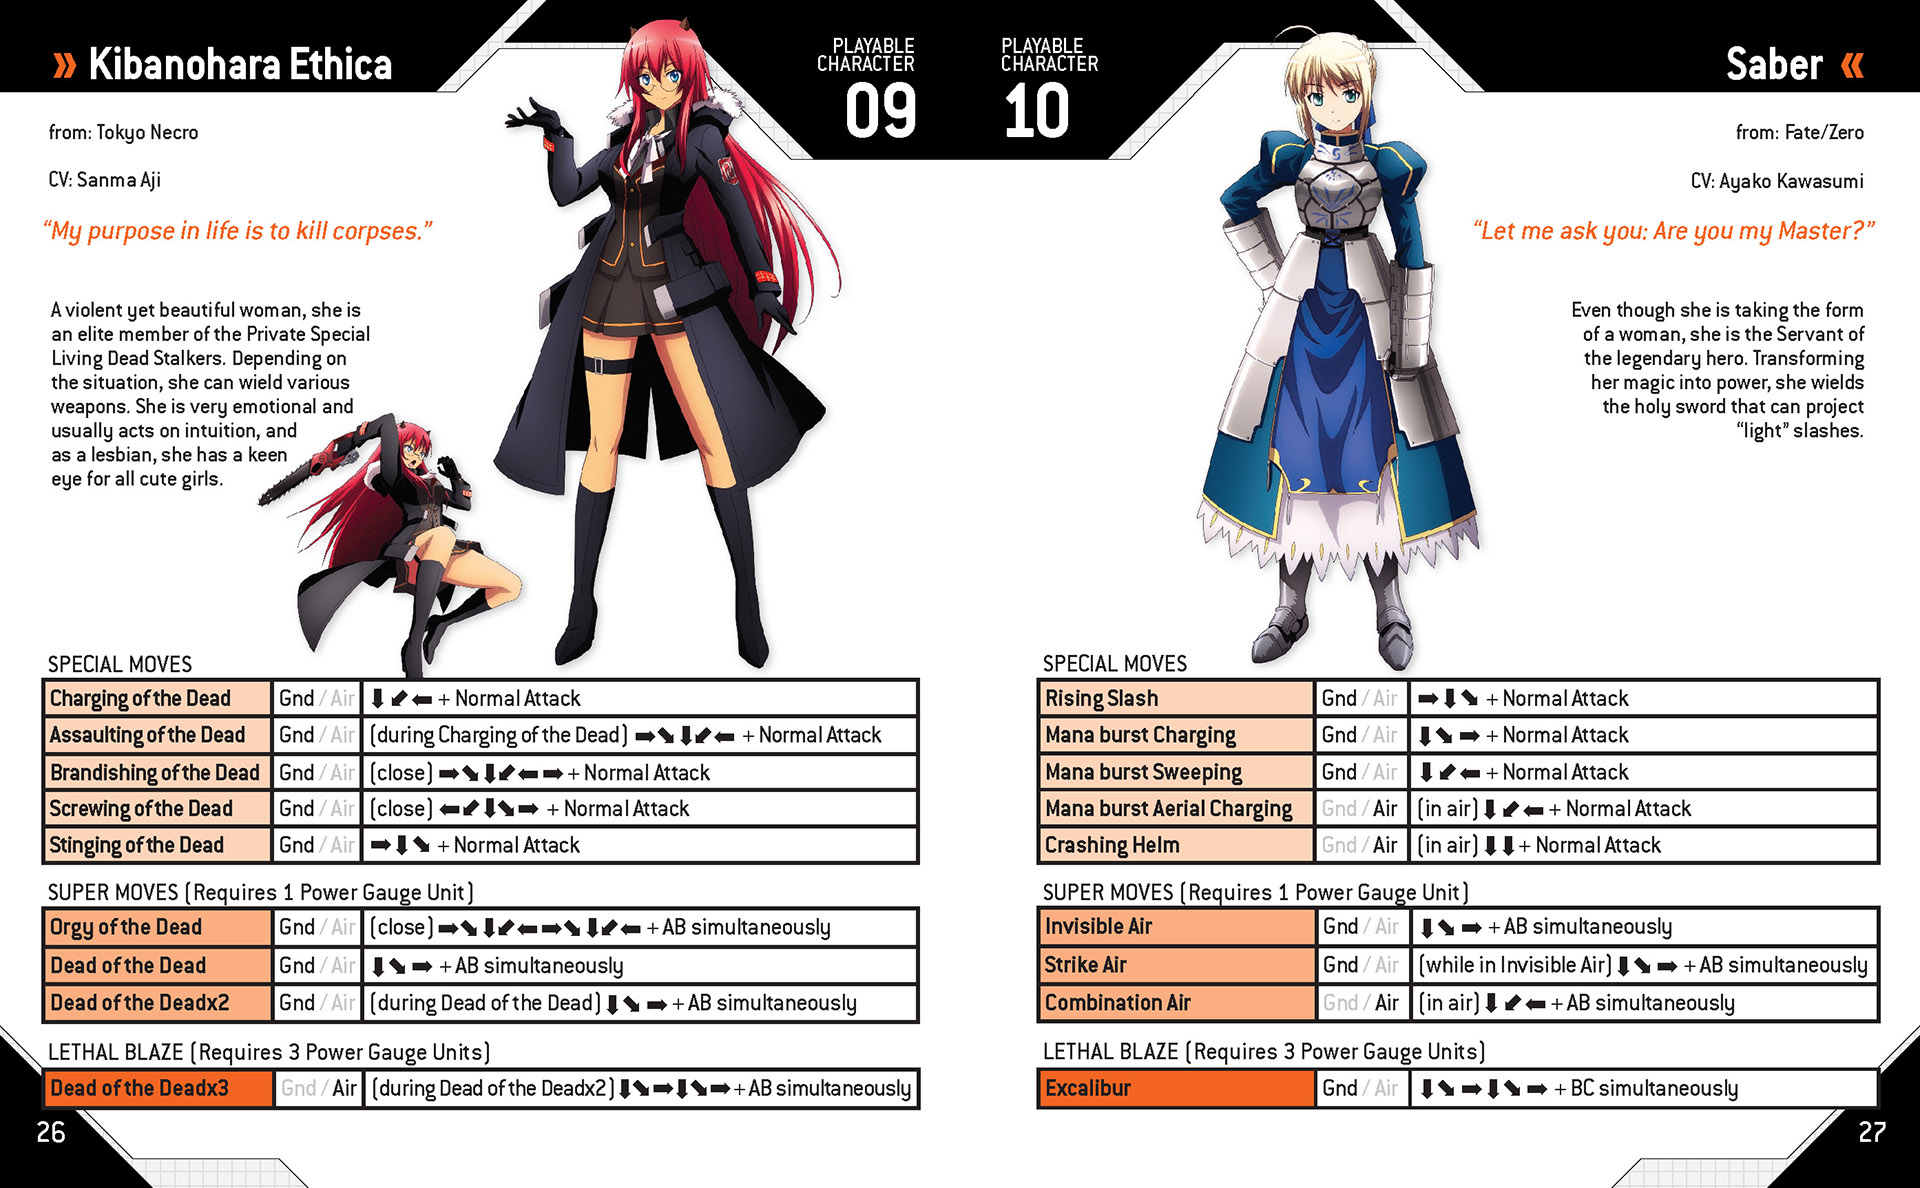 » Kibanohara Ethica
PLAYABLE
CHARACTER
09
from: Tokyo Necro
CV: Sanma Aji
“My purpose in life is to kill corpses.”
A violent yet beautiful woman, she is
an elite member of the Private Special
Living Dead Stalkers. Depending on
the situation, she can wield various
weapons. She is very emotional and
usually acts on intuition, and
as a lesbian, she has a keen
eye for all cute girls.
SPECIAL MOVES
Charging of the Dead Gnd / Air ⬇⬋⬅ + Normal Attack
Assaulting of the Dead Gnd / Air (during Charging of the Dead) ➡⬊⬇⬋⬅ + Normal Attack
Brandishing of the Dead Gnd / Air (close) ➡⬊⬇⬋⬅➡ + Normal Attack
Screwing of the Dead Gnd / Air (close) ⬅⬋⬇⬊➡ + Normal Attack
Stinging of the Dead Gnd / Air ➡⬇⬊ + Normal Attack
SUPER MOVES (Requires 1 Power Gauge Unit)
Orgy of the Dead Gnd / Air (close) ➡⬊⬇⬋⬅➡⬊⬇⬋⬅ + AB simultaneously
Dead of the Dead Gnd / Air ⬇⬊➡ + AB simultaneously
Dead of the Deadx2 Gnd / Air (during Dead of the Dead) ⬇⬊➡ + AB simultaneously
LETHAL BLAZE (Requires 3 Power Gauge Units)
Dead of the Deadx3 Gnd / Air (during Dead of the Deadx2) ⬇⬊➡⬇⬊➡ + AB simultaneously
26
PLAYABLE
CHARACTER
10
Saber «
from: Fate/Zero
CV: Ayako Kawasumi
“Let me ask you: Are you my Master?”
Even though she is taking the form
of a woman, she is the Servant of
the legendary hero. Transforming
her magic into power, she wields
the holy sword that can project
“light” slashes.
SPECIAL MOVES
Rising Slash Gnd / Air ➡⬇⬊ + Normal Attack
Mana burst Charging Gnd / Air ⬇⬊➡ + Normal Attack
Mana burst Sweeping Gnd / Air ⬇⬋⬅ + Normal Attack
Mana burst Aerial Charging Gnd / Air (in air) ⬇⬋⬅ + Normal Attack
Crashing Helm Gnd / Air (in air) ⬇⬇ + Normal Attack
SUPER MOVES (Requires 1 Power Gauge Unit)
Invisible Air Gnd / Air ⬇⬊➡ + AB simultaneously
Strike Air Gnd / Air (while in Invisible Air) ⬇⬊➡ + AB simultaneously
Combination Air Gnd / Air (in air) ⬇⬋⬅ + AB simultaneously
LETHAL BLAZE (Requires 3 Power Gauge Units)
Excalibur Gnd / Air ⬇⬊➡⬇⬊➡ + BC simultaneously
27